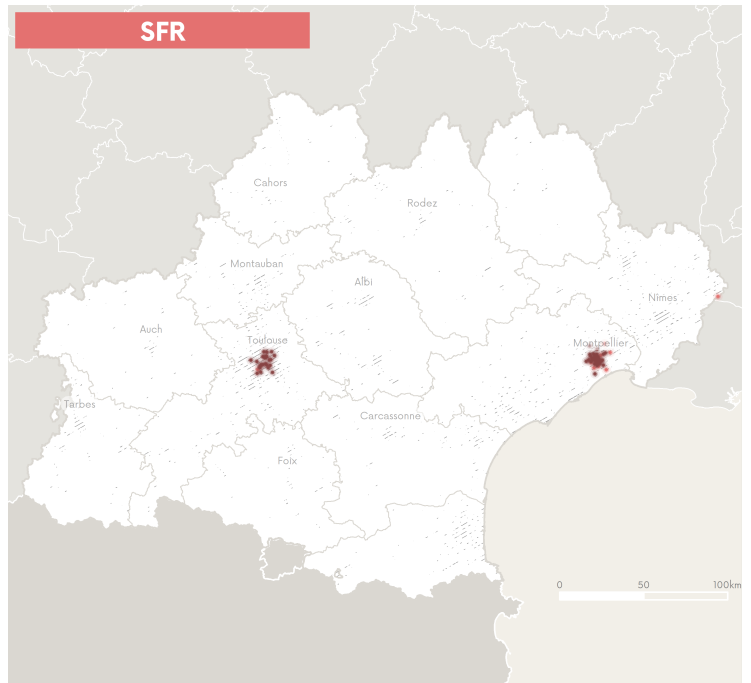 SFR
Cahors
Rodez
Montauban
Albi
Nîmes
Auch
Toulouse
Montpellier
Tarbes
Carcassonne
Foix
0 50 100km